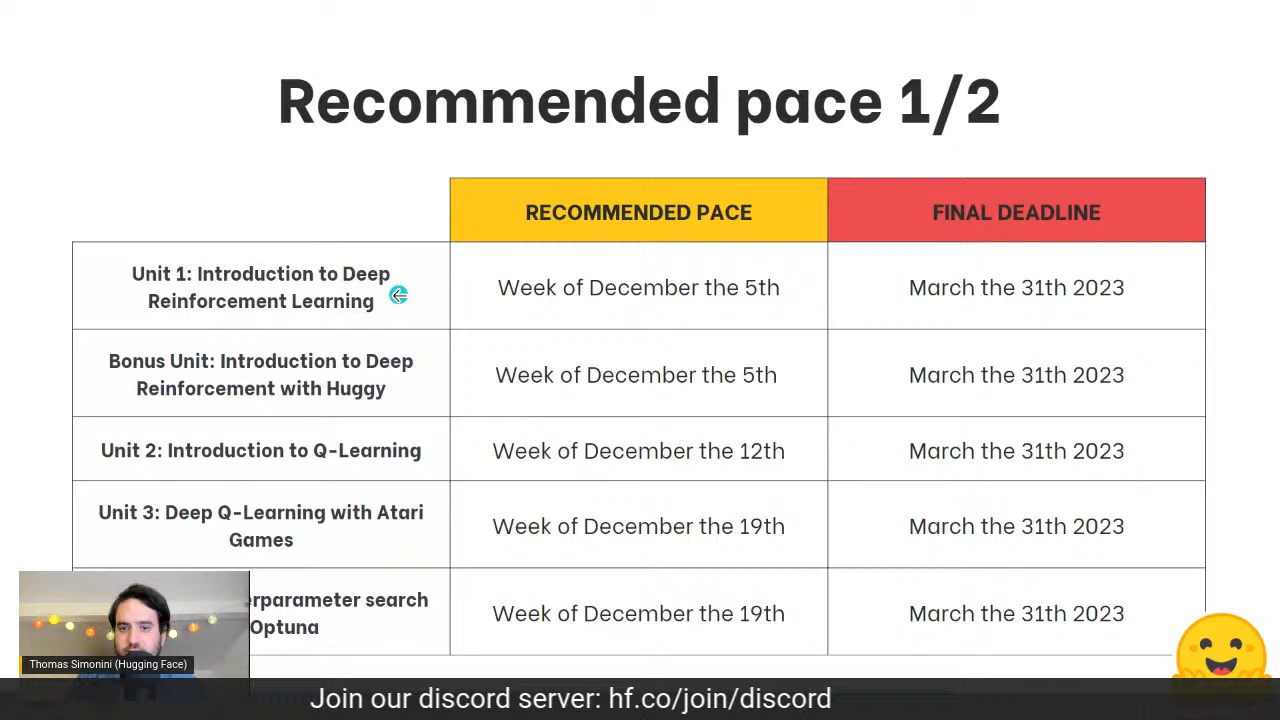 Recommended pace 1/2
RECOMMENDED PACE
FINAL DEADLINE
Unit 1: Introduction to Deep
Reinforcement Learning
Week of December the 5th
March the 31th 2023
Bonus Unit: Introduction to Deep
Reinforcement with Huggy
Week of December the 5th
March the 31th 2023
Unit 2: Introduction to Q-Learning
Week of December the 12th
March the 31th 2023
Unit 3: Deep Q-Learning with Atari
Games
Week of December the 19th
March the 31th 2023
search
Optuna
Week of December the 19th
March the 31th 2023
Thomas Simonini (Hugging Face)
Join our discord server: hf.co/join/discord